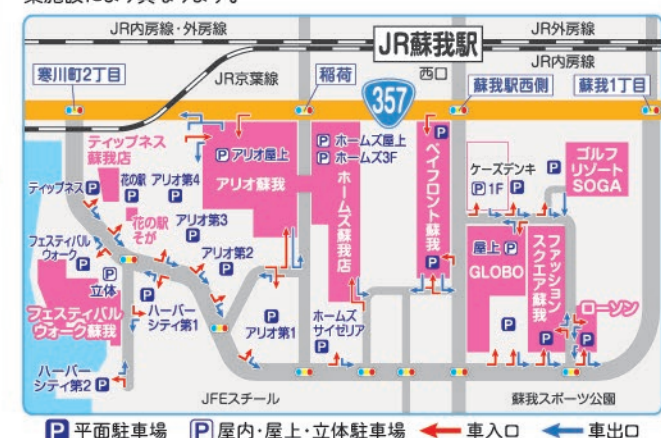 JR内房線・外房線
JR外房線
JR蘇我駅
JR内房線
寒川町2丁目
JR京葉線
稲荷
西口
357
蘇我駅西側
蘇我1丁目
ティップネス
蘇我店
P アリオ屋上
アリオ蘇我
P ホームズ屋上
P ホームズ3F
ホームズ蘇我店
P
ベイフロント蘇我
P
ケーズデンキ
P 1F P
P
ゴルフ
リゾート
SOGA
ティップネス P
花の駅
P
アリオ第4
P
花の駅
そが
アリオ第3
P
アリオ第2
P
フェスティバル
ウォーク P
P
立体
フェスティバル
ウォーク蘇我
P
ハーバー
シティ第1
P
アリオ第1
ホームズ
サイゼリア
P
屋上 P
GLOBO
P
ファッション
スクエア蘇我
P
ローソン
P
ハーバー
シティ第2 P
JFEスチール
蘇我スポーツ公園
P 平面駐車場 P 屋内・屋上・立体駐車場 車入口 車出口